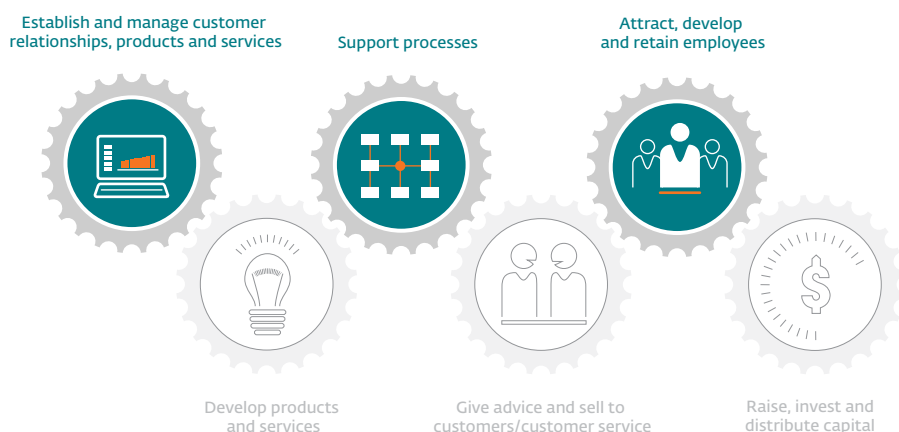 Establish and manage customer
relationships, products and services
Support processes
Attract, develop
and retain employees
$
Develop products
and services
Give advice and sell to
customers/customer service
Raise, invest and
distribute capital